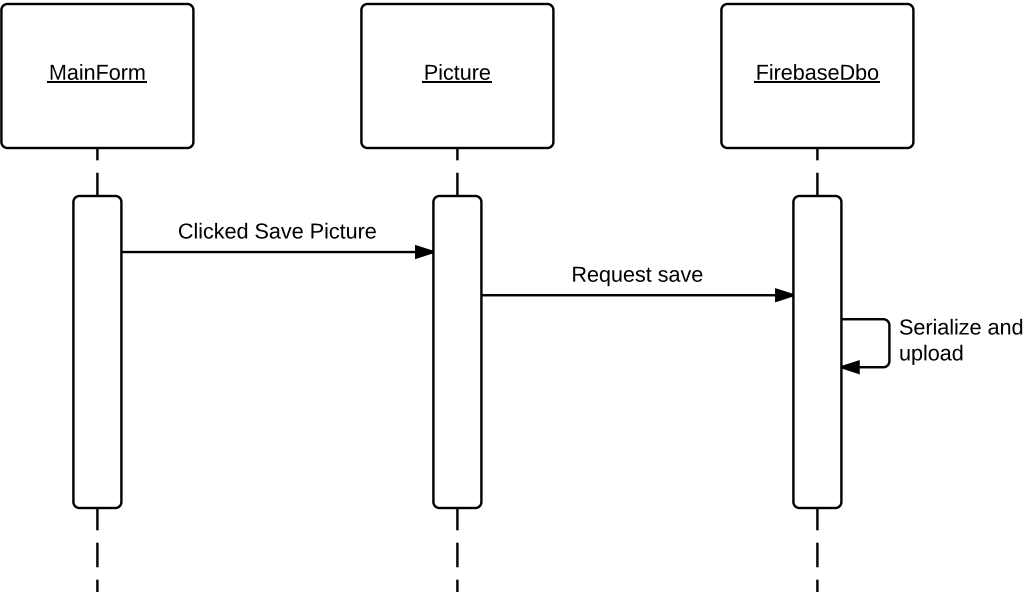 MainForm
Picture
FirebaseDbo
Clicked Save Picture
Request save
Serialize and
upload